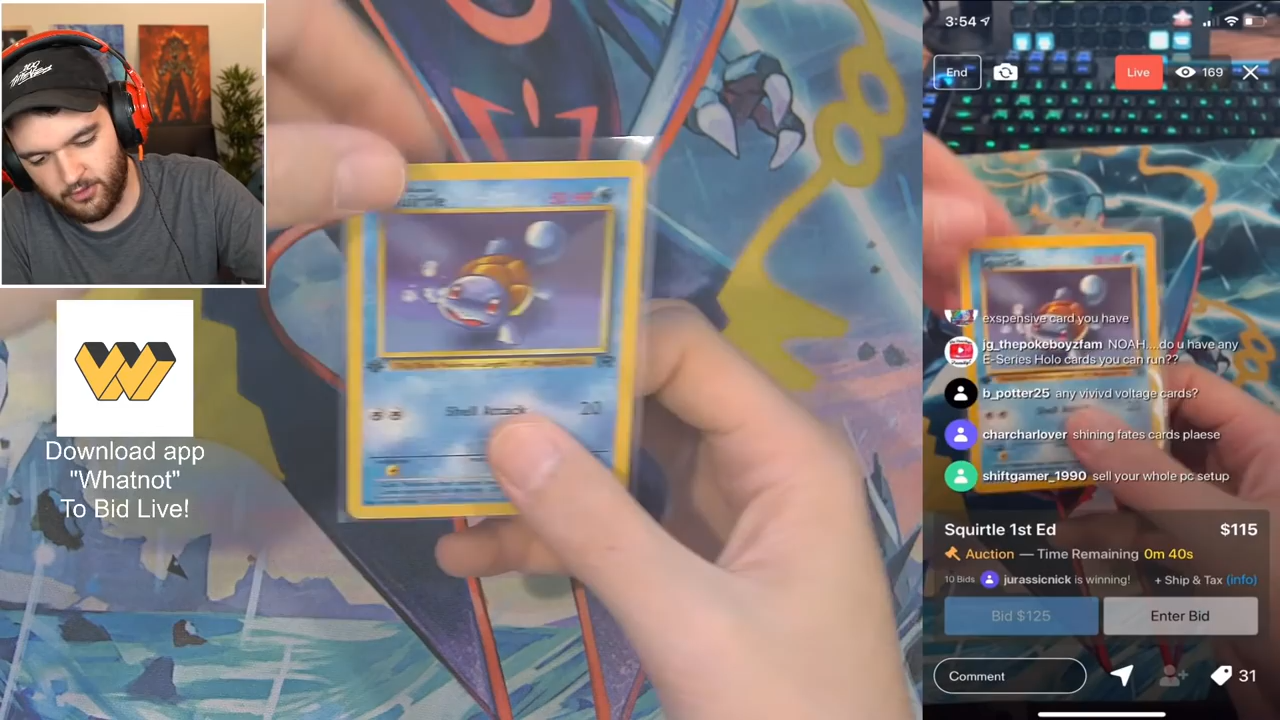 Download app
"Whatnot"
To Bid Live!
Shell Attack
20
3:54
End
Live
169
exspensive card you have
jg_thepokeboyzfam NOAH....do u have any
E-Series Holo cards you can run??
b_potter25 any vivivd voltage cards?
charcharlover shining fates cards plaese
shiftgamer_1990 sell your whole pc setup
Squirtle 1st Ed
$115
Auction — Time Remaining 0m 40s
10 Bids jurassicnick is winning! + Ship & Tax (info)
Bid $125
Enter Bid
Comment
31